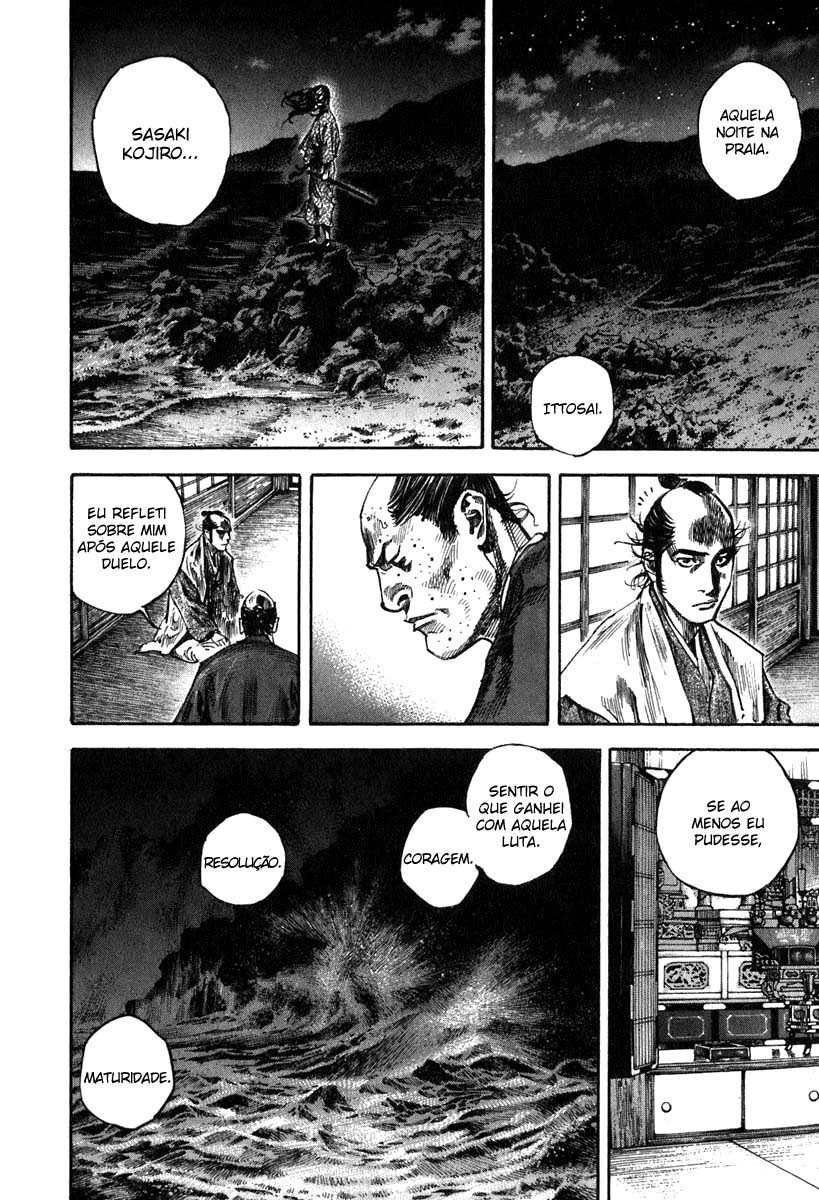 AQUELA
NOITE NA
PRAIA.
ITTOSAI.
SASAKI
KOJIRO...
EU REFLETI
SOBRE MIM
APÓS AQUELE
DUELO.
SE AO
MENOS EU
PUDESSE,
SENTIR O
QUE GANHEI
COM AQUELA
LUTA.
CORAGEM.
RESOLUÇÃO.
MATURIDADE.